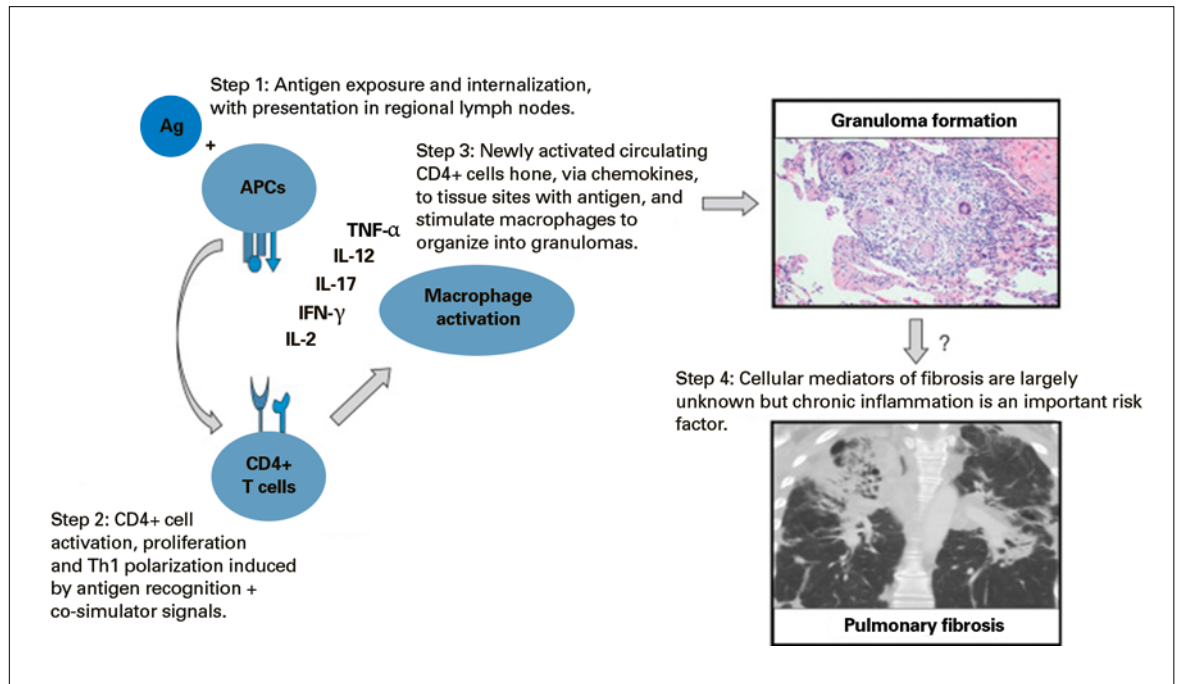 Step 1: Antigen exposure and internalization,
with presentation in regional lymph nodes.
Ag
+
APCs
Step 2: CD4+ cell
activation, proliferation
and Th1 polarization induced
by antigen recognition +
co-simulator signals.
CD4+
T cells
TNF-α
IL-12
IL-17
IFN-γ
IL-2
Step 3: Newly activated circulating
CD4+ cells hone, via chemokines,
to tissue sites with antigen, and
stimulate macrophages to
organize into granulomas.
Macrophage
activation
Granuloma formation
?
Step 4: Cellular mediators of fibrosis are largely
unknown but chronic inflammation is an important risk
factor.
Pulmonary fibrosis